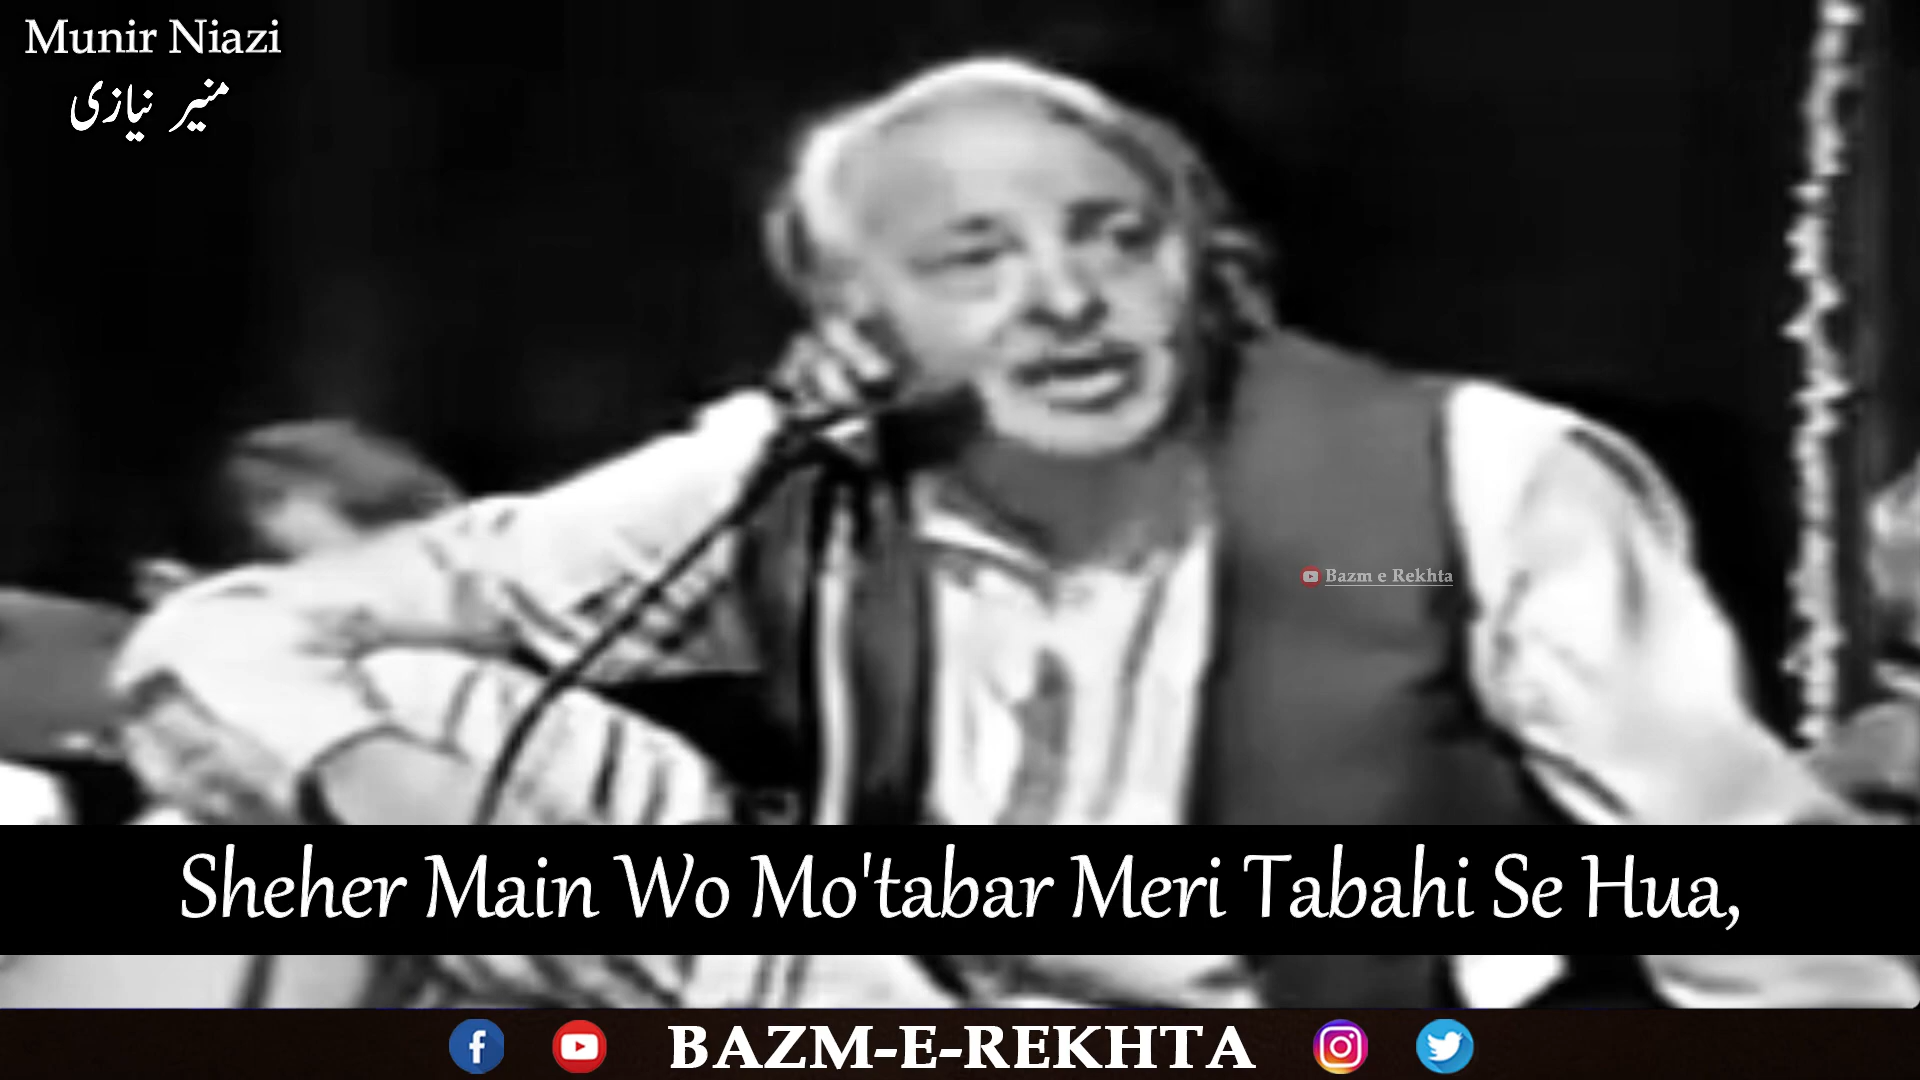 Munir Niazi
منیر نیازی
Bazm e Rekhta
Sheher Main Wo Mo'tabar Meri Tabahi Se Hua,
BAZM-E-REKHTA